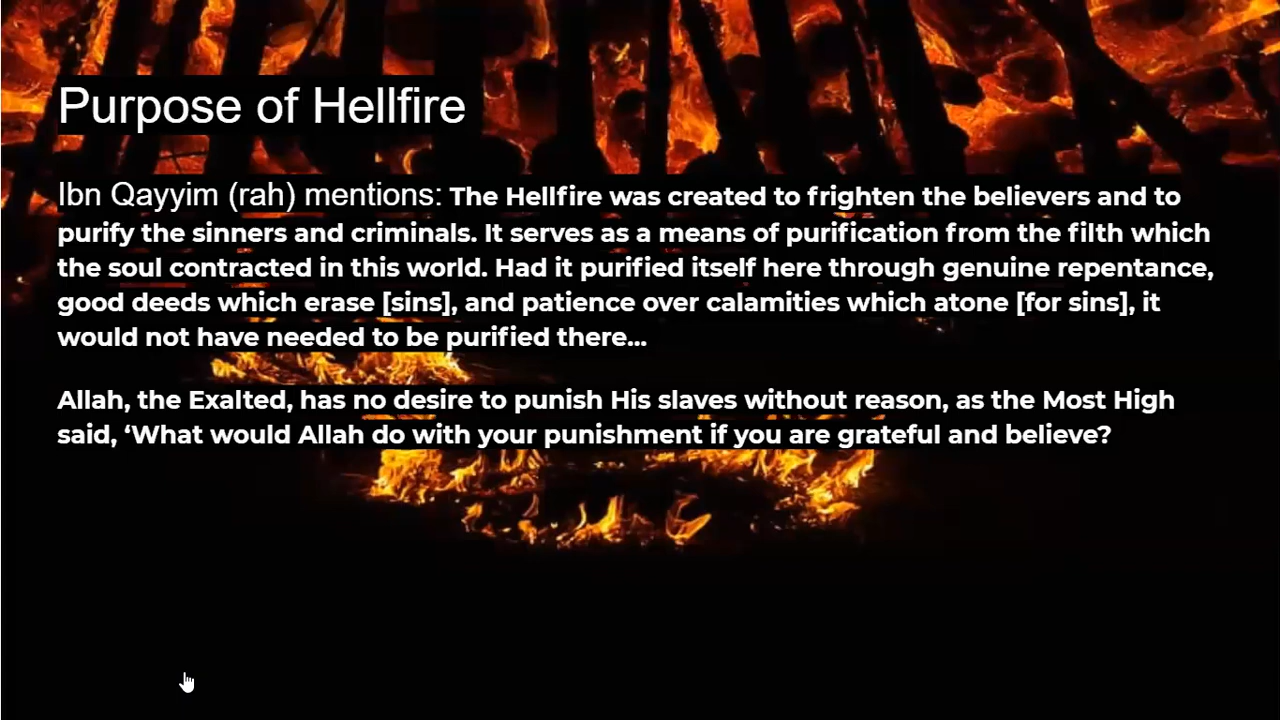 Purpose of Hellfire
Ibn Qayyim (rah) mentions: The Hellfire was created to frighten the believers and to
purify the sinners and criminals. It serves as a means of purification from the filth which
the soul contracted in this world. Had it purified itself here through genuine repentance,
good deeds which erase [sins], and patience over calamities which atone [for sins], it
would not have needed to be purified there...
Allah, the Exalted, has no desire to punish His slaves without reason, as the Most High
said, ‘What would Allah do with your punishment if you are grateful and believe?